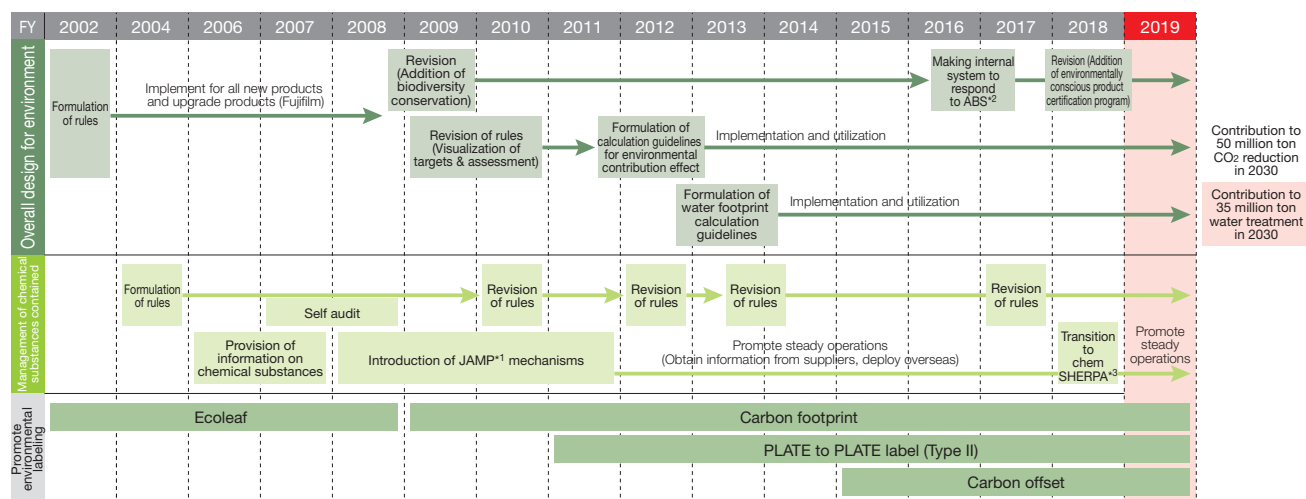 FY 2002 2004 2006 2007 2008 2009 2010 2011 2012 2013 2014 2015 2016 2017 2018 2019
Overall design for environment
Formulation
of rules
Implement for all new products
and upgrade products (Fujifilm)
Revision
(Addition of
biodiversity
conservation)
Making internal
system to
respond
to ABS*2
Revision (Addition
of environmentally
conscious product
certification program)
Revision of rules
(Visualization of
targets & assessment)
Formulation of
calculation guidelines
for environmental
contribution effect
Implementation and utilization
Contribution to
50 million ton
CO2 reduction
in 2030
Formulation of
water footprint
calculation
guidelines
Implementation and utilization
Contribution to
35 million ton
water treatment
in 2030
Management of chemical
substances contained
Formulation
of rules
Self audit
Revision
of rules
Revision
of rules
Revision
of rules
Revision
of rules
Provision of
information on
chemical substances
Introduction of JAMP*1 mechanisms
Promote steady operations
(Obtain information from suppliers, deploy overseas)
Transition
to
chem
SHERPA*3
Promote
steady
operations
Promote
environmental
labeling
Ecoleaf
Carbon footprint
PLATE to PLATE label (Type II)
Carbon offset